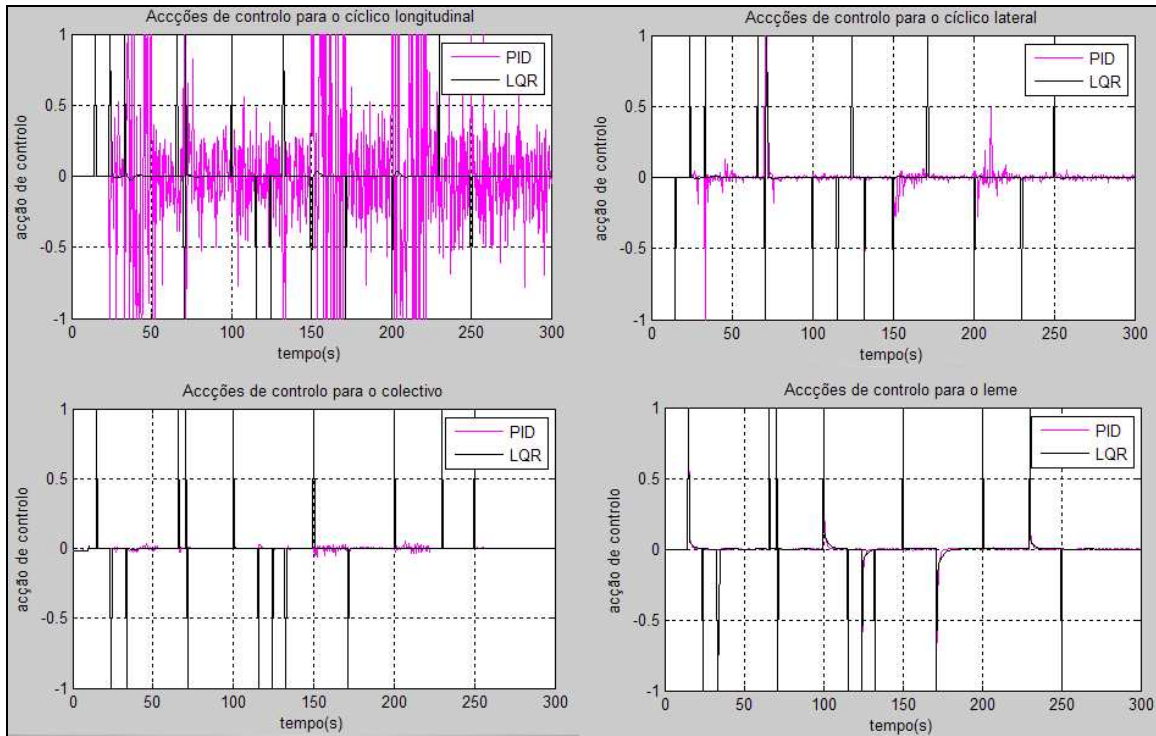 Accções de controlo para o cíclico longitudinal
PID
LQR
1
0.5
0
-0.5
-1
acção de controlo
0 50 100 150 200 250 300
tempo(s)
Accções de controlo para o cíclico lateral
PID
LQR
1
0.5
0
-0.5
-1
acção de controlo
0 50 100 150 200 250 300
tempo(s)
Accções de controlo para o colectivo
PID
LQR
1
0.5
0
-0.5
-1
acção de controlo
0 50 100 150 200 250 300
tempo(s)
Accções de controlo para o leme
PID
LQR
1
0.5
0
-0.5
-1
acção de controlo
0 50 100 150 200 250 300
tempo(s)